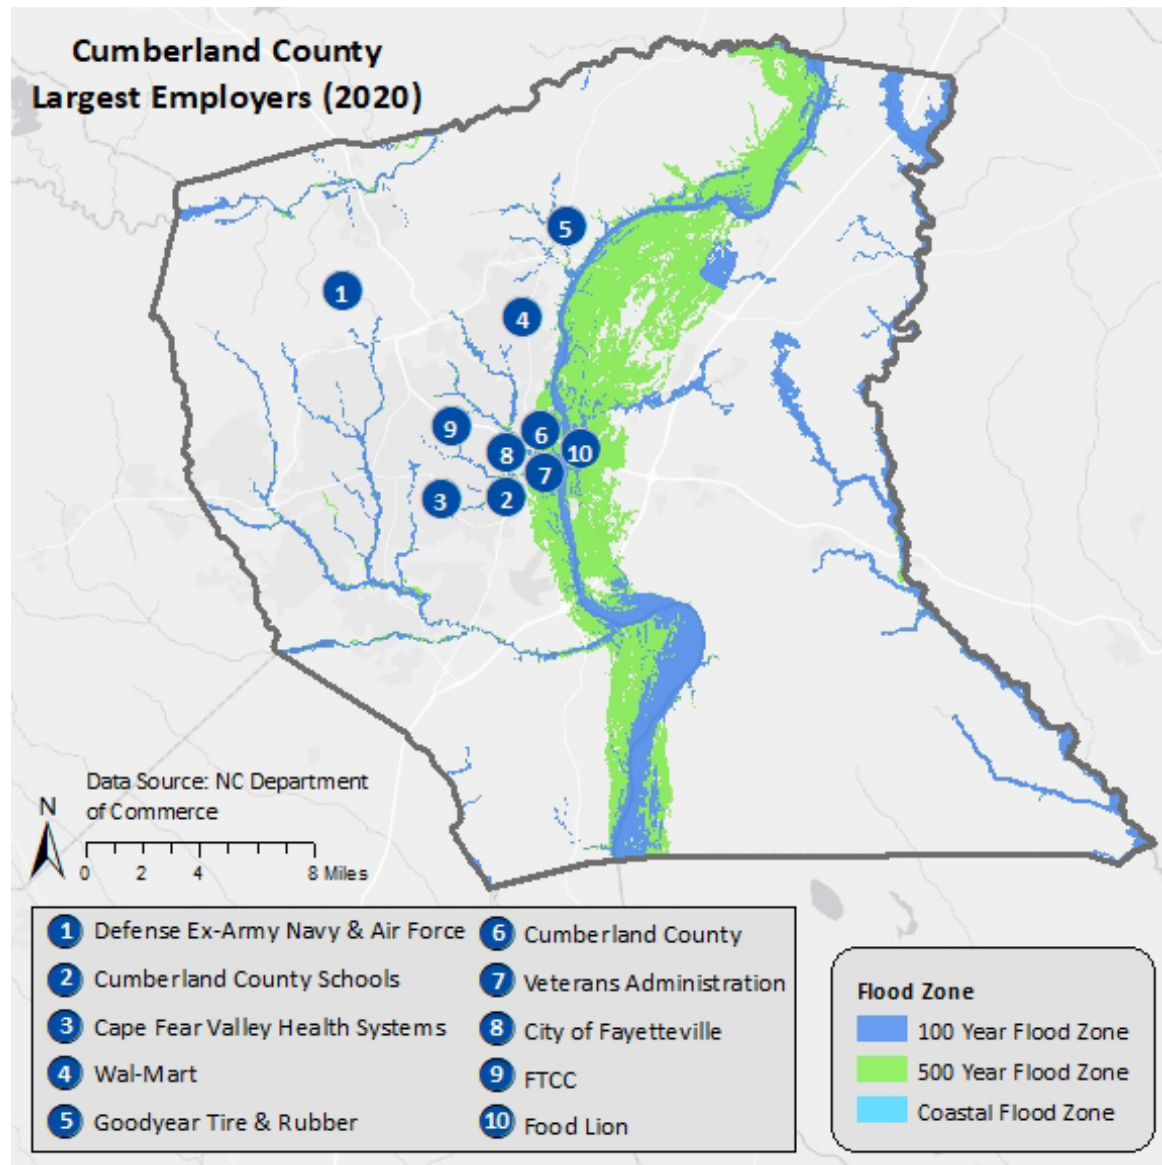 Cumberland County
Largest Employers (2020)
5
1
4
9
6
10
8
7
3
2
Data Source: NC Department
of Commerce
N
0 2 4 8 Miles
1 Defense Ex-Army Navy & Air Force
2 Cumberland County Schools
3 Cape Fear Valley Health Systems
4 Wal-Mart
5 Goodyear Tire & Rubber
6 Cumberland County
7 Veterans Administration
8 City of Fayetteville
9 FTCC
10 Food Lion
Flood Zone
100 Year Flood Zone
500 Year Flood Zone
Coastal Flood Zone